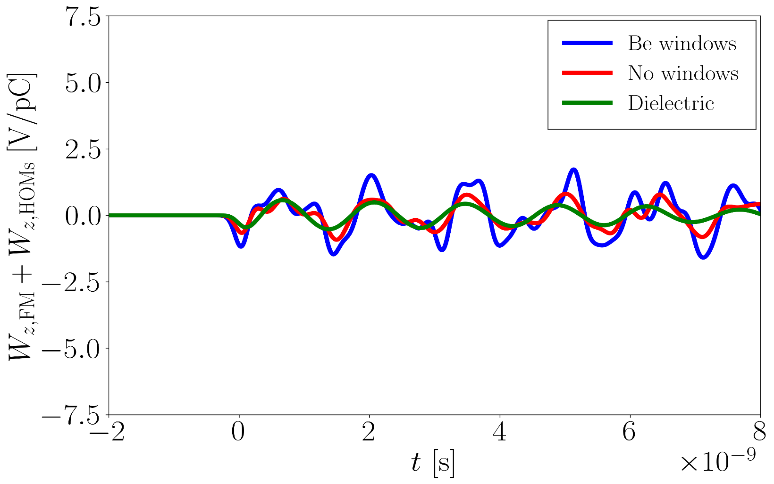 7.5
5.0
2.5
0.0
−2.5
−5.0
−7.5
W_{z,FM} + W_{z,HOMs} [V/pC]
Be windows
No windows
Dielectric
−2 0 2 4 6 8
t [s]
×10^{−9}